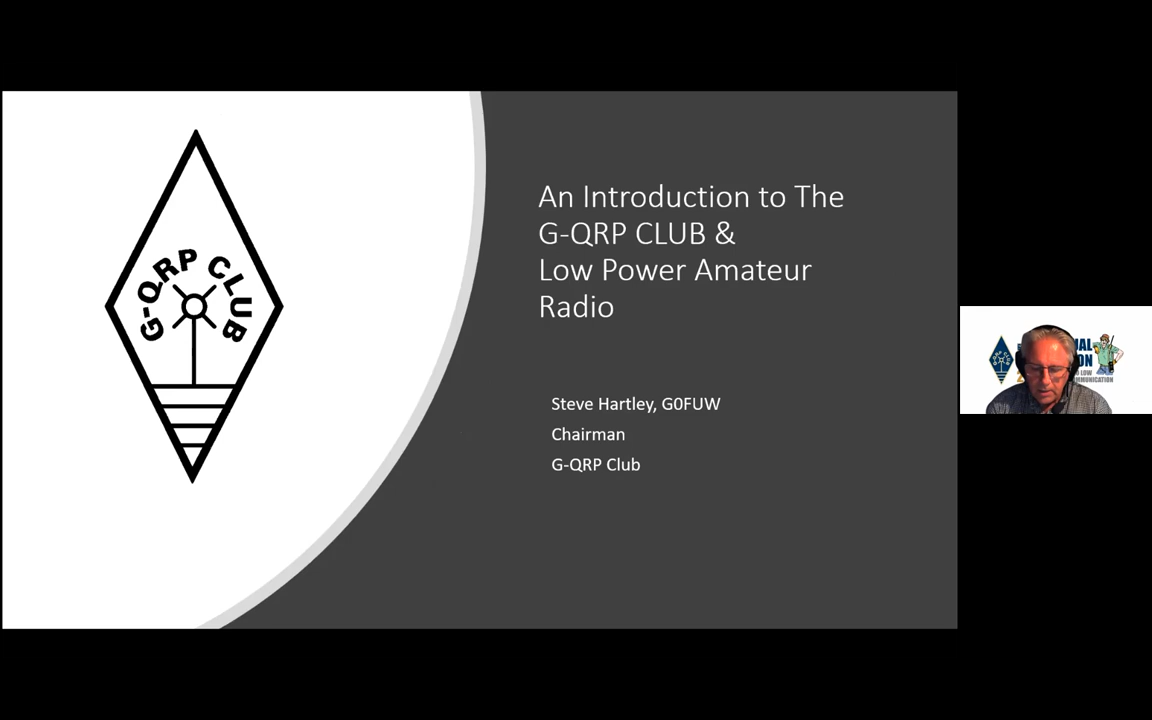 G-QRP CLUB
An Introduction to The
G-QRP CLUB &
Low Power Amateur
Radio
Steve Hartley, G0FUW
Chairman
G-QRP Club